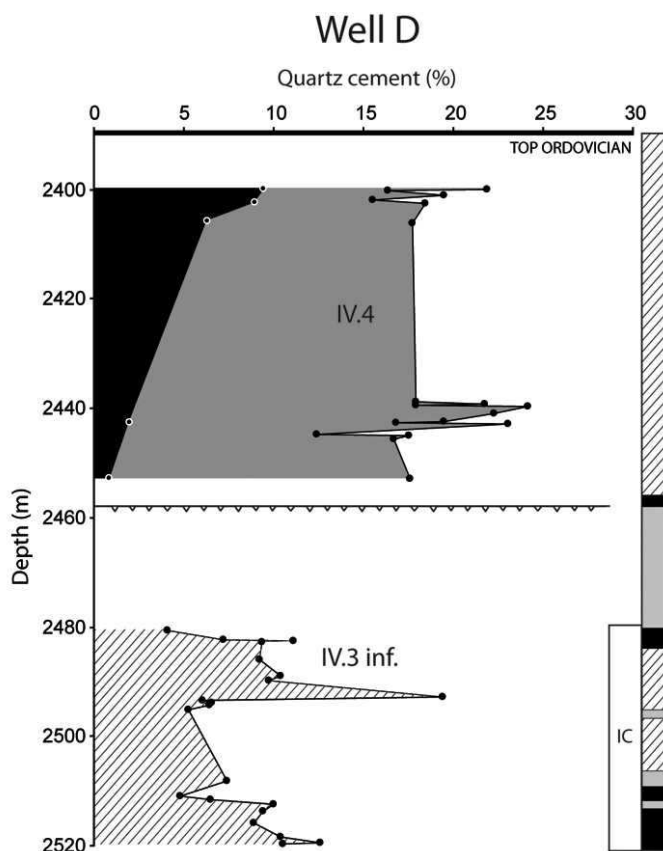 Well D
Quartz cement (%)
0 5 10 15 20 25 30
TOP ORDOVICIAN
2400
2420
IV.4
2440
2460
Depth (m)
2480
IV.3 inf.
2500
IC
2520